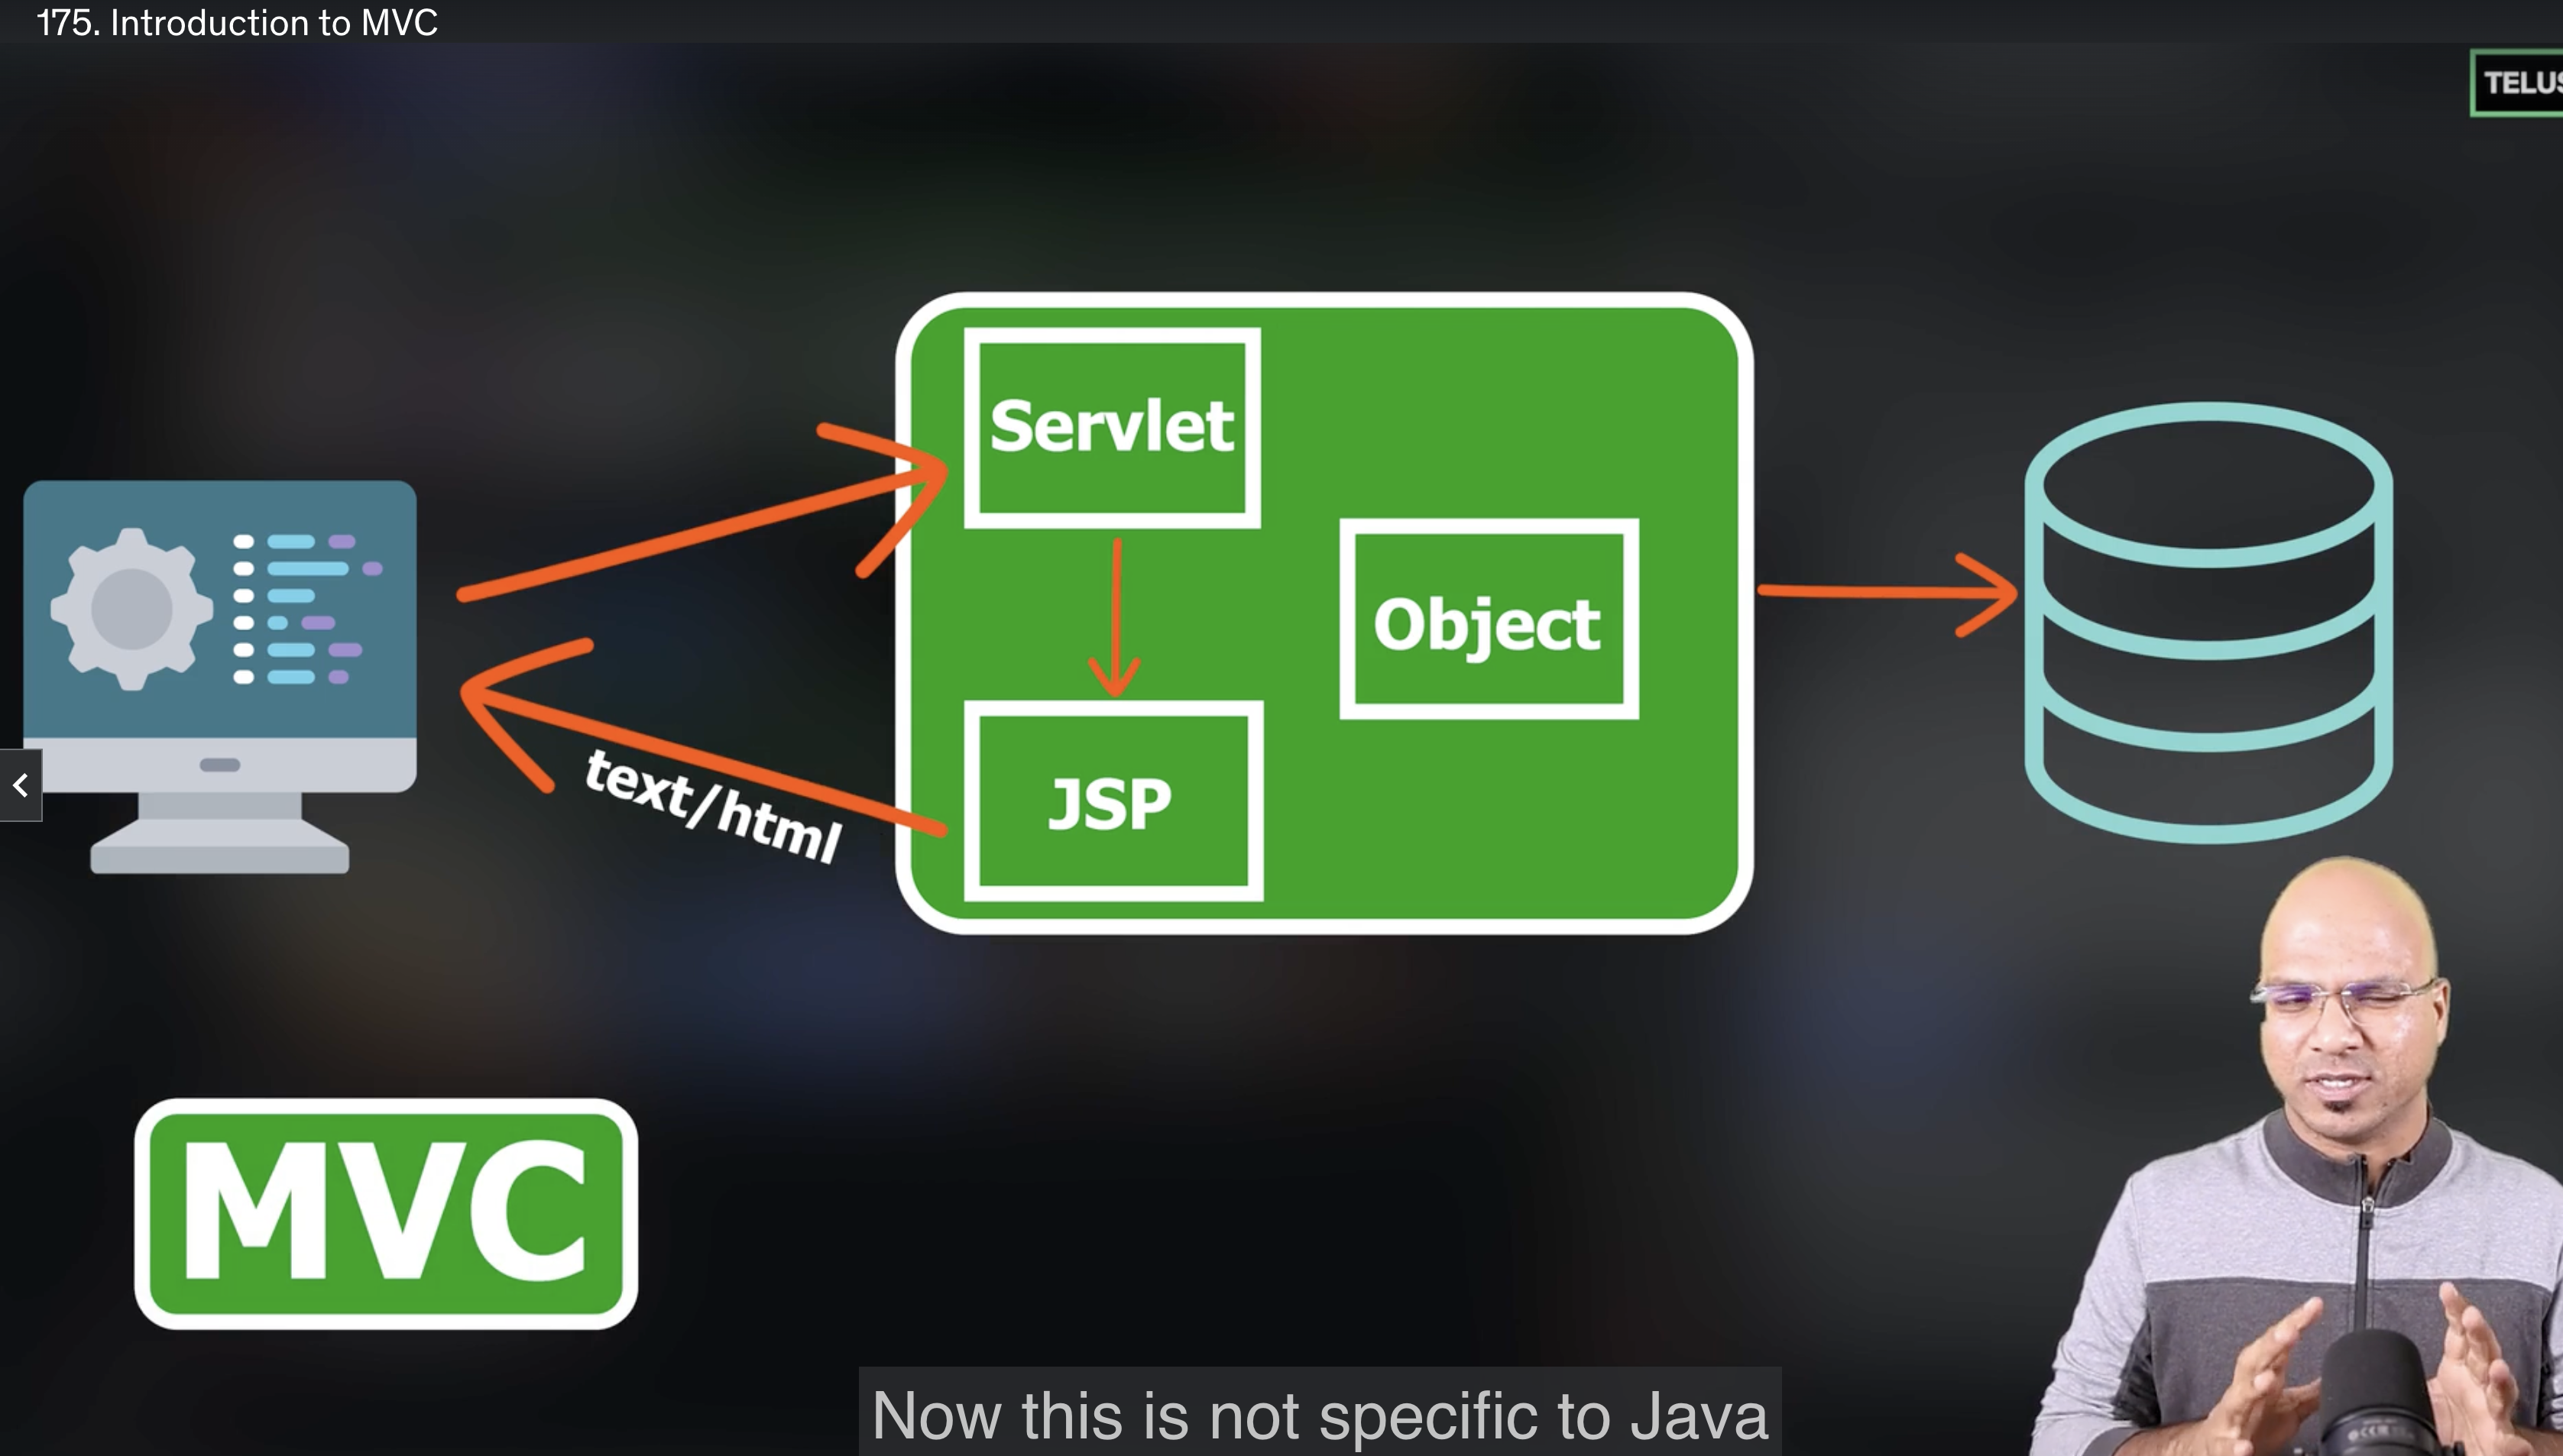 175. Introduction to MVC
TELUS
Servlet
Object
JSP
text/html
MVC
Now this is not specific to Java